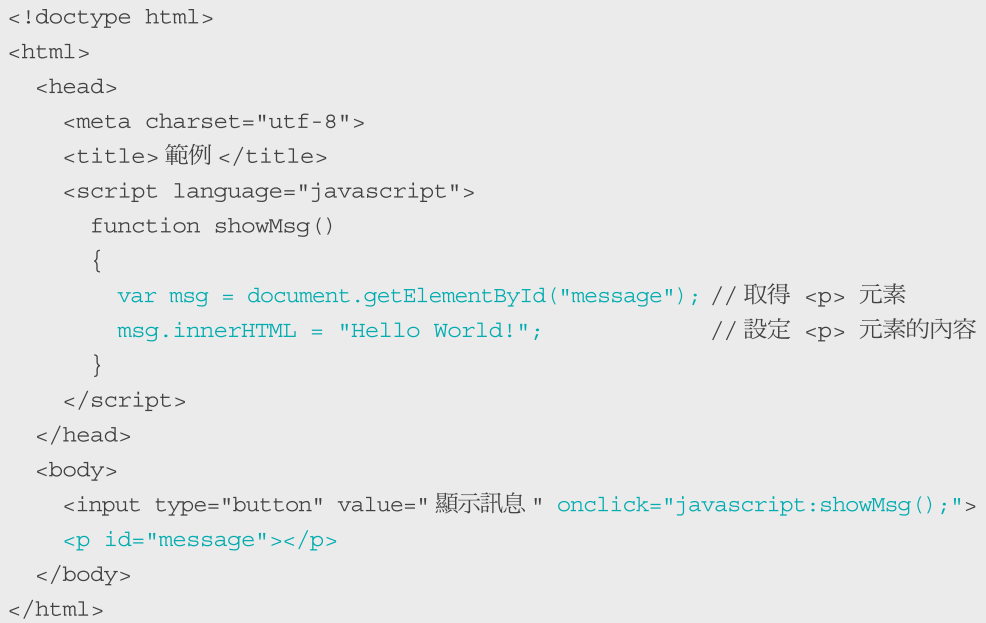 <!doctype html>
<html>
  <head>
    <meta charset="utf-8">
    <title> 範例 </title>
    <script language="javascript">
      function showMsg()
      {
        var msg = document.getElementById("message"); // 取得 <p> 元素
        msg.innerHTML = "Hello World!";               // 設定 <p> 元素的內容
      }
    </script>
  </head>
  <body>
    <input type="button" value=" 顯示訊息 " onclick="javascript:showMsg();">
    <p id="message"></p>
  </body>
</html>